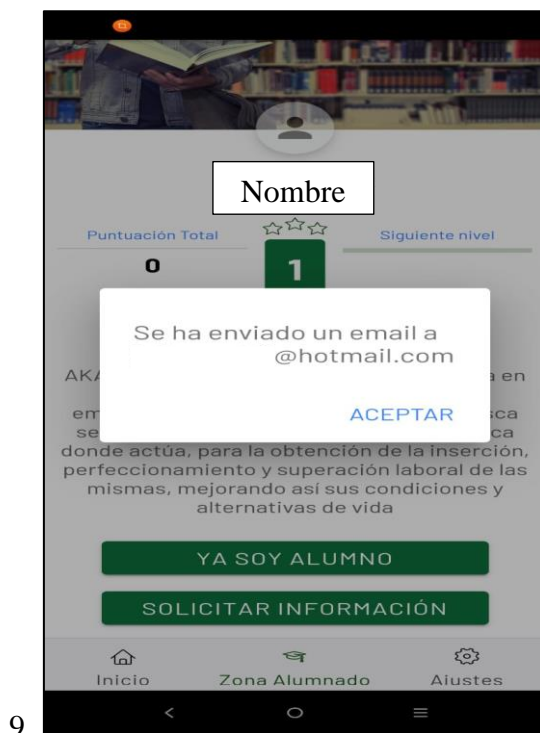 Nombre
Puntuación Total
Siguiente nivel
0
1
Se ha enviado un email a
@hotmail.com
AKA
a en
em
sca
se
ca
ACEPTAR
donde actúa, para la obtención de la inserción,
perfeccionamiento y superación laboral de las
mismas, mejorando así sus condiciones y
alternativas de vida
YA SOY ALUMNO
SOLICITAR INFORMACIÓN
Inicio
Zona Alumnado
Ajustes
9